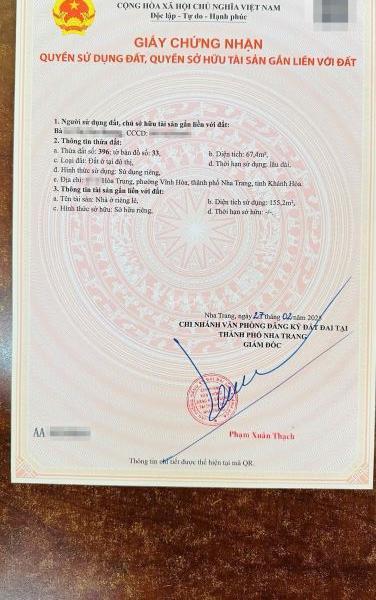 CỘNG HÒA XÃ HỘI CHỦ NGHĨA VIỆT NAM
Độc lập - Tự do - Hạnh phúc
GIẤY CHỨNG NHẬN
QUYỀN SỬ DỤNG ĐẤT, QUYỀN SỞ HỮU TÀI SẢN GẮN LIỀN VỚI ĐẤT
1. Người sử dụng đất, chủ sở hữu tài sản gắn liền với đất:
Bà , CCCD:
2. Thông tin thửa đất:
a. Thửa đất số: 396; tờ bản đồ số: 33, b. Diện tích: 67,4m²,
c. Loại đất: Đất ở tại đô thị, d. Thời hạn sử dụng: lâu dài,
đ. Hình thức sử dụng: Sử dụng riêng,
e. Địa chỉ: Hòa Trung, phường Vĩnh Hòa, thành phố Nha Trang, tỉnh Khánh Hòa.
3. Thông tin tài sản gắn liền với đất:
a. Tên tài sản: Nhà ở riêng lẻ, b. Diện tích sử dụng: 155,2m²,
c. Hình thức sở hữu: Sở hữu riêng, d. Thời hạn sở hữu: -/-.
Nha Trang, ngày 27 tháng 02 năm 2025
CHI NHÁNH VĂN PHÒNG ĐĂNG KÝ ĐẤT ĐAI TẠI
THÀNH PHỐ NHA TRANG
GIÁM ĐỐC
Phạm Xuân Thạch
AA
Thông tin chi tiết được thể hiện tại mã QR.